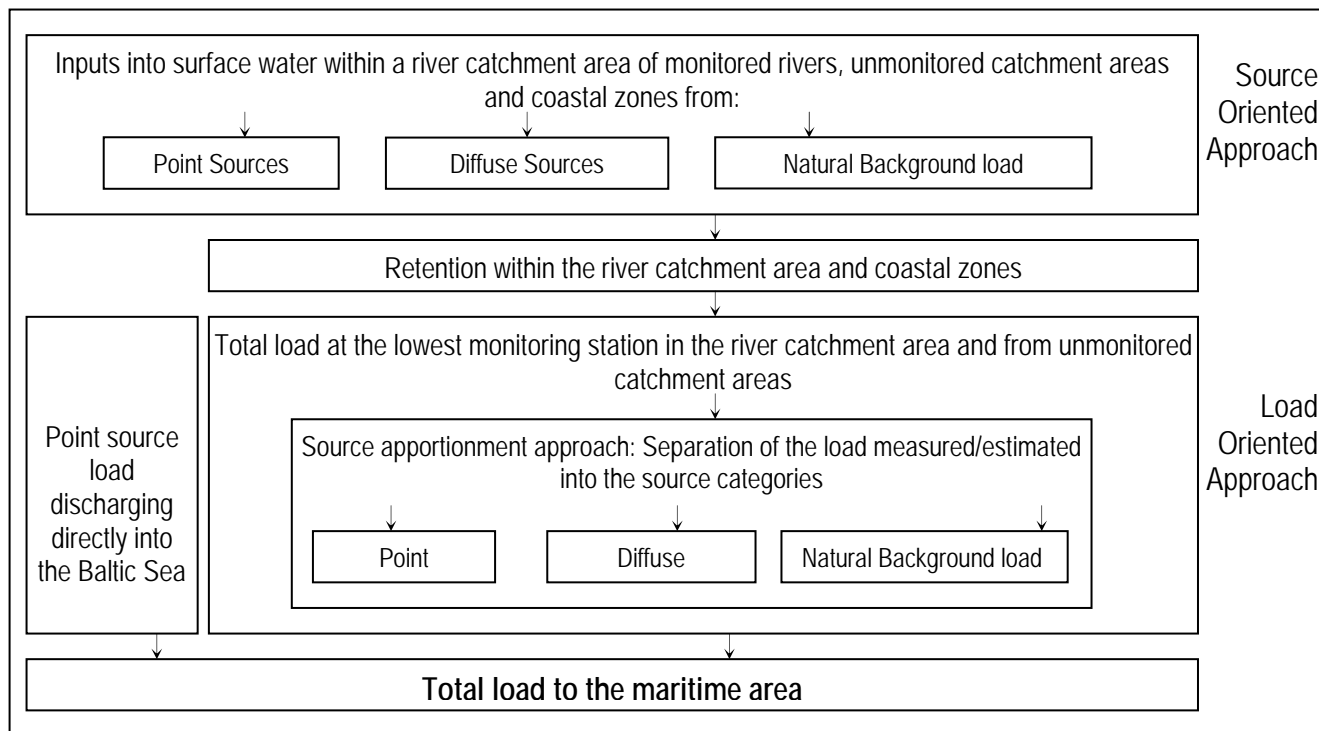 Inputs into surface water within a river catchment area of monitored rivers, unmonitored catchment areas
and coastal zones from:
Point Sources
Diffuse Sources
Natural Background load
Source
Oriented
Approach
Retention within the river catchment area and coastal zones
Point source
load
discharging
directly into
the Baltic Sea
Total load at the lowest monitoring station in the river catchment area and from unmonitored
catchment areas
Source apportionment approach: Separation of the load measured/estimated
into the source categories
Point
Diffuse
Natural Background load
Load
Oriented
Approach
Total load to the maritime area